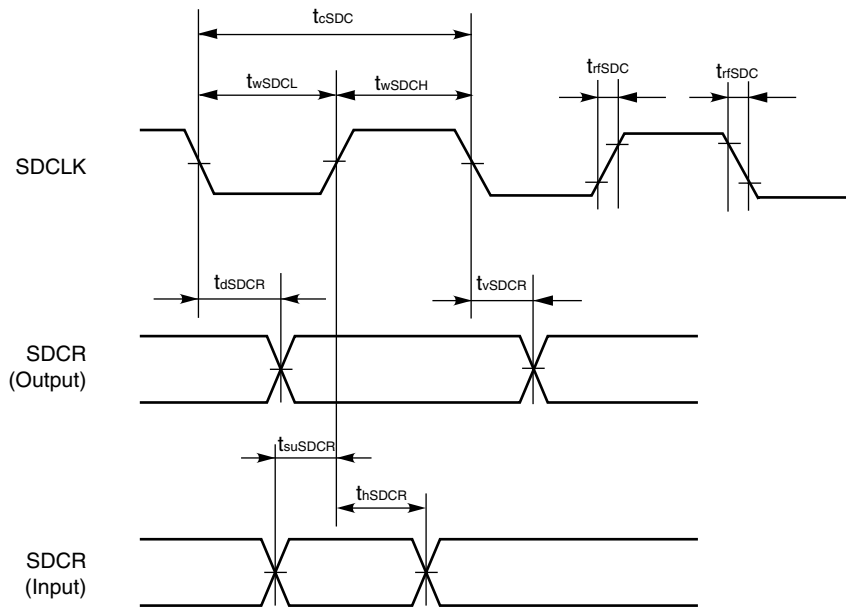 tcSDC
twSDCL
twSDCH
trfSDC
trfSDC
SDCLK
tdSDCR
tvSDCR
SDCR
(Output)
tsuSDCR
thSDCR
SDCR
(Input)